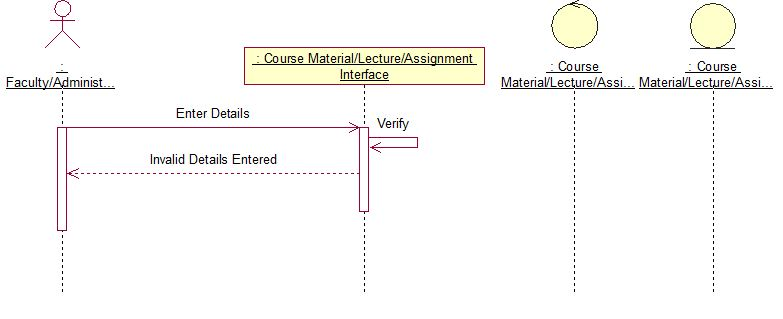 :
Faculty/Administ...
: Course Material/Lecture/Assignment
Interface
: Course
Material/Lecture/Assi...
: Course
Material/Lecture/Assi...
Enter Details
Verify
Invalid Details Entered